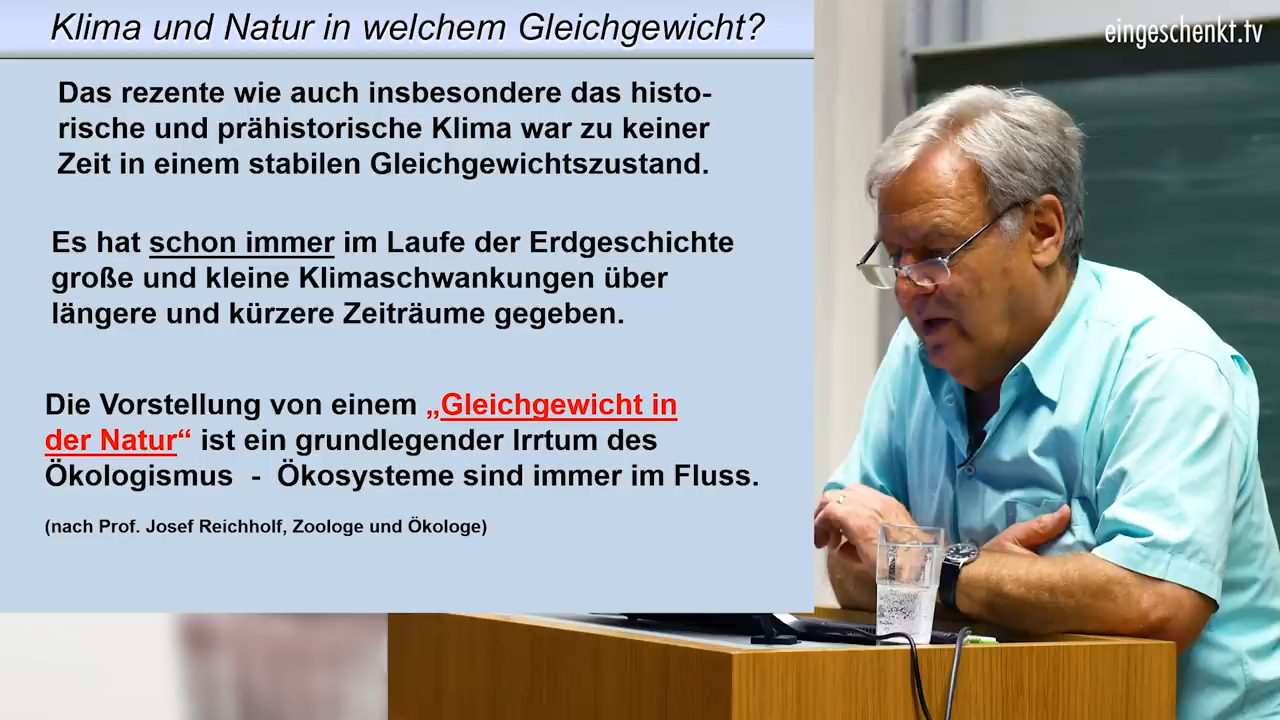 Klima und Natur in welchem Gleichgewicht?
eingeschenkt.tv
Das rezente wie auch insbesondere das histo-
rische und prähistorische Klima war zu keiner
Zeit in einem stabilen Gleichgewichtszustand.
Es hat schon immer im Laufe der Erdgeschichte
große und kleine Klimaschwankungen über
längere und kürzere Zeiträume gegeben.
Die Vorstellung von einem „Gleichgewicht in
der Natur“ ist ein grundlegender Irrtum des
Ökologismus - Ökosysteme sind immer im Fluss.
(nach Prof. Josef Reichholf, Zoologe und Ökologe)